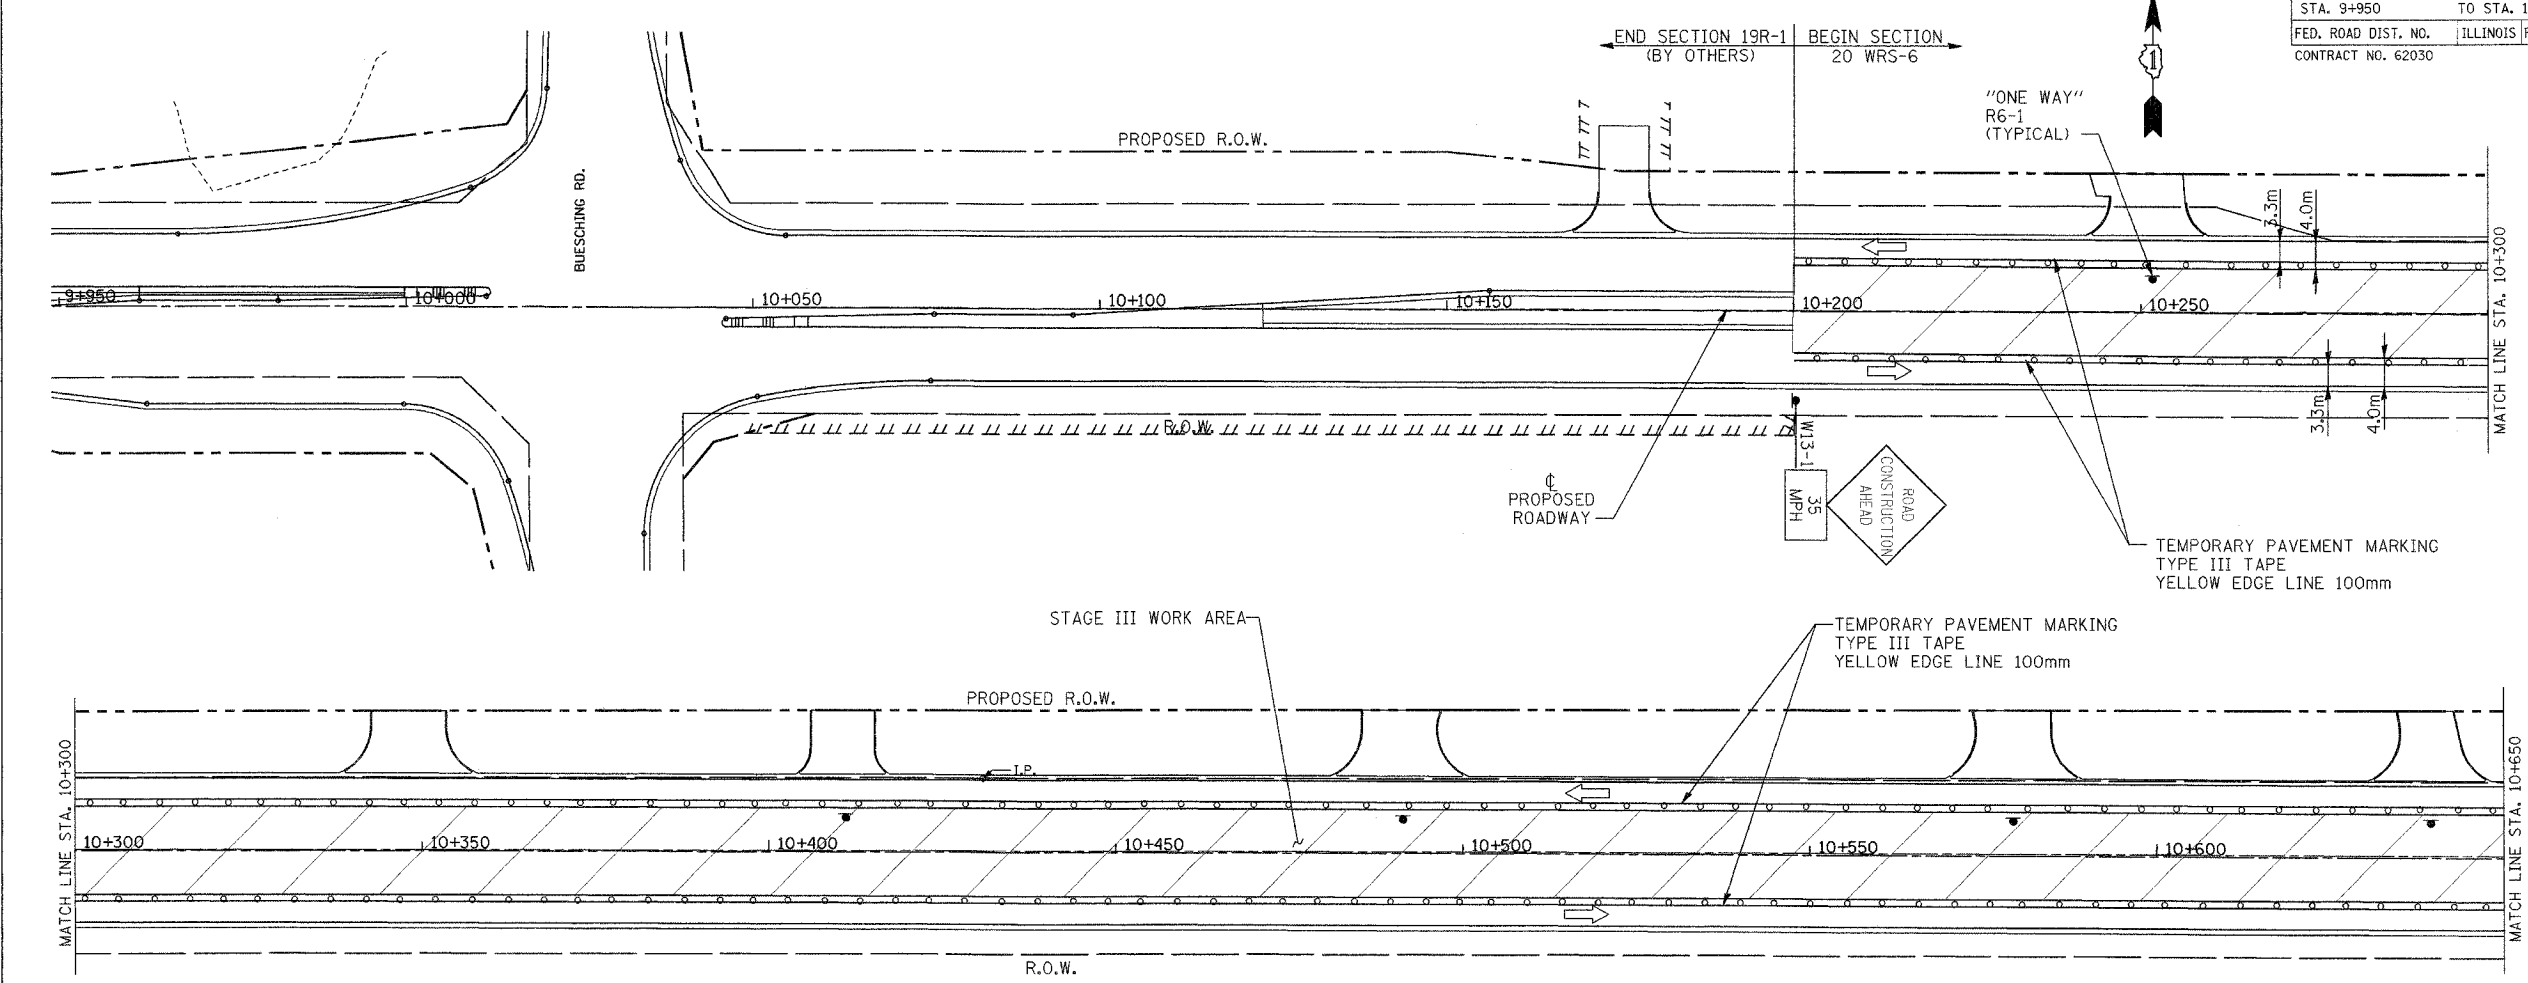 STA. 9+950 TO STA. 1
FED. ROAD DIST. NO. ILLINOIS
CONTRACT NO. 62030
1
END SECTION 19R-1 BEGIN SECTION
(BY OTHERS) 20 WRS-6
"ONE WAY"
R6-1
(TYPICAL)
PROPOSED R.O.W.
BUESCHING RD.
3.3m
4.0m
9+950
10+000
10+050
10+100
10+150
10+200
10+250
MATCH LINE STA. 10+300
3.3m
4.0m
R.O.W.
W13-1
35
MPH
ROAD
CONSTRUCTION
AHEAD
℄
PROPOSED
ROADWAY
TEMPORARY PAVEMENT MARKING
TYPE III TAPE
YELLOW EDGE LINE 100mm
STAGE III WORK AREA
TEMPORARY PAVEMENT MARKING
TYPE III TAPE
YELLOW EDGE LINE 100mm
PROPOSED R.O.W.
MATCH LINE STA. 10+300
I.P.
10+300
10+350
10+400
10+450
10+500
10+550
10+600
MATCH LINE STA. 10+650
R.O.W.